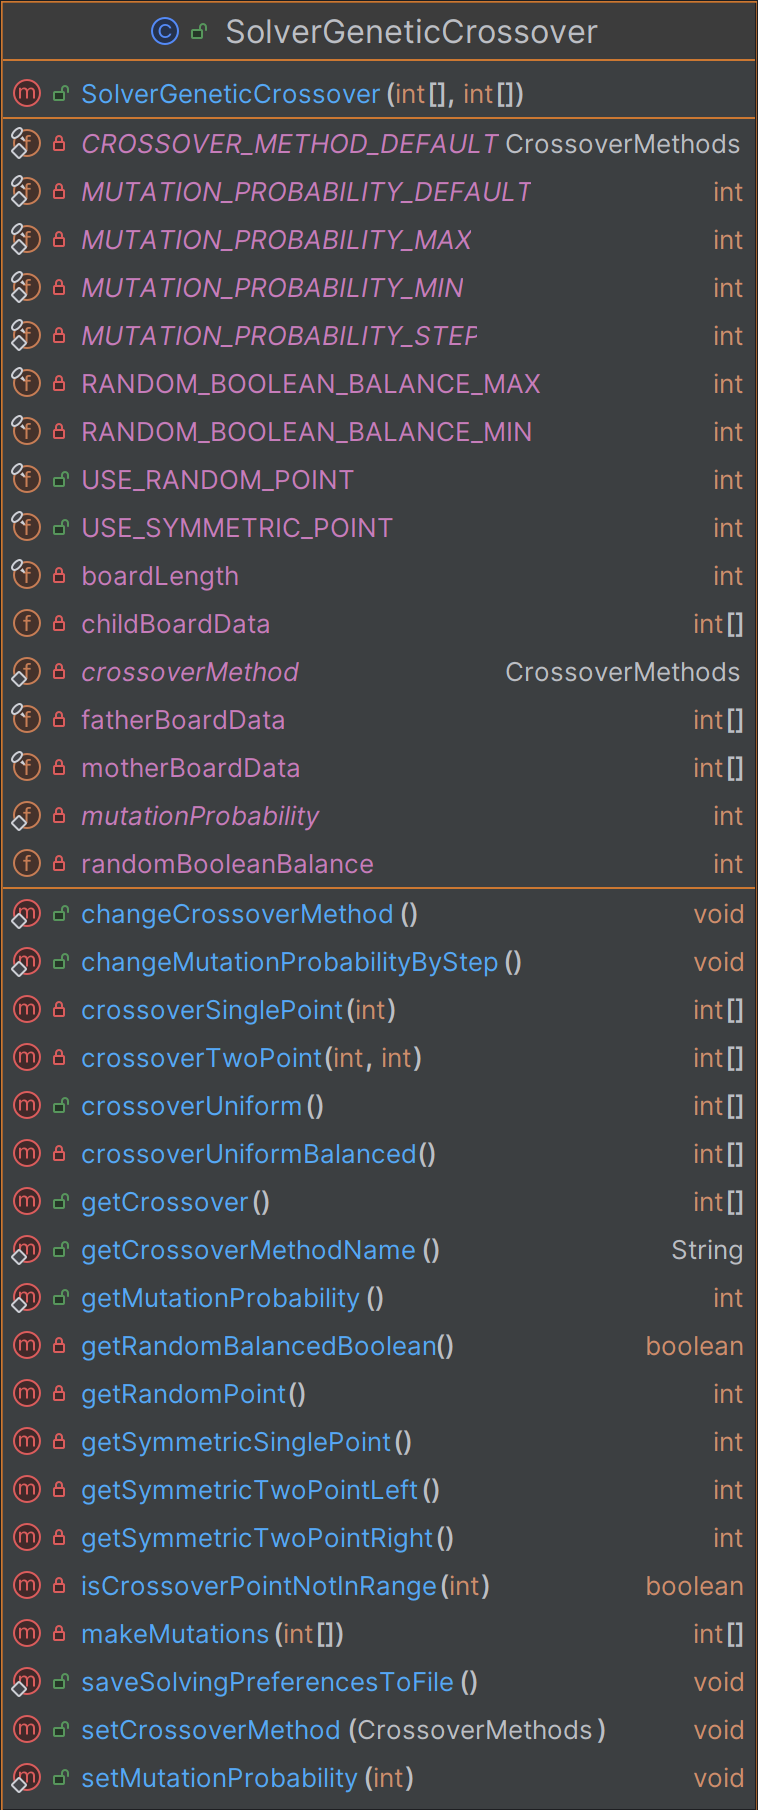 SolverGeneticCrossover
SolverGeneticCrossover(int[], int[])
CROSSOVER_METHOD_DEFAULT CrossoverMethods
MUTATION_PROBABILITY_DEFAULT int
MUTATION_PROBABILITY_MAX int
MUTATION_PROBABILITY_MIN int
MUTATION_PROBABILITY_STEP int
RANDOM_BOOLEAN_BALANCE_MAX int
RANDOM_BOOLEAN_BALANCE_MIN int
USE_RANDOM_POINT int
USE_SYMMETRIC_POINT int
boardLength int
childBoardData int[]
crossoverMethod CrossoverMethods
fatherBoardData int[]
motherBoardData int[]
mutationProbability int
randomBooleanBalance int
changeCrossoverMethod() void
changeMutationProbabilityByStep() void
crossoverSinglePoint(int) int[]
crossoverTwoPoint(int, int) int[]
crossoverUniform() int[]
crossoverUniformBalanced() int[]
getCrossover() int[]
getCrossoverMethodName() String
getMutationProbability() int
getRandomBalancedBoolean() boolean
getRandomPoint() int
getSymmetricSinglePoint() int
getSymmetricTwoPointLeft() int
getSymmetricTwoPointRight() int
isCrossoverPointNotInRange(int) boolean
makeMutations(int[]) int[]
saveSolvingPreferencesToFile() void
setCrossoverMethod(CrossoverMethods) void
setMutationProbability(int) void